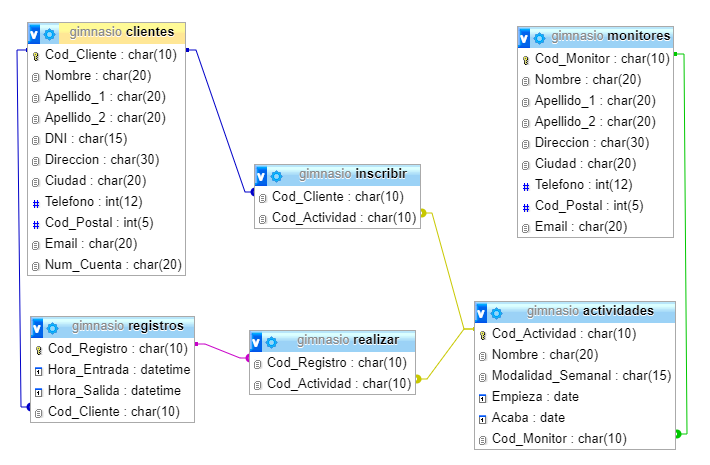 gimnasio clientes
Cod_Cliente : char(10)
Nombre : char(20)
Apellido_1 : char(20)
Apellido_2 : char(20)
DNI : char(15)
Direccion : char(30)
Ciudad : char(20)
# Telefono : int(12)
# Cod_Postal : int(5)
Email : char(20)
Num_Cuenta : char(20)
gimnasio monitores
Cod_Monitor : char(10)
Nombre : char(20)
Apellido_1 : char(20)
Apellido_2 : char(20)
Direccion : char(30)
Ciudad : char(20)
# Telefono : int(12)
# Cod_Postal : int(5)
Email : char(20)
gimnasio inscribir
Cod_Cliente : char(10)
Cod_Actividad : char(10)
gimnasio registros
Cod_Registro : char(10)
Hora_Entrada : datetime
Hora_Salida : datetime
Cod_Cliente : char(10)
gimnasio realizar
Cod_Registro : char(10)
Cod_Actividad : char(10)
gimnasio actividades
Cod_Actividad : char(10)
Nombre : char(20)
Modalidad_Semanal : char(15)
Empieza : date
Acaba : date
Cod_Monitor : char(10)